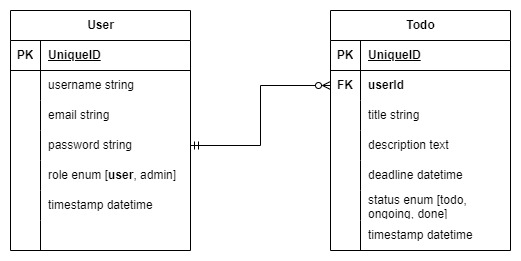 User
PK UniqueID
username string
email string
password string
role enum [user, admin]
timestamp datetime
Todo
PK UniqueID
FK userId
title string
description text
deadline datetime
status enum [todo,
ongoing, done]
timestamp datetime